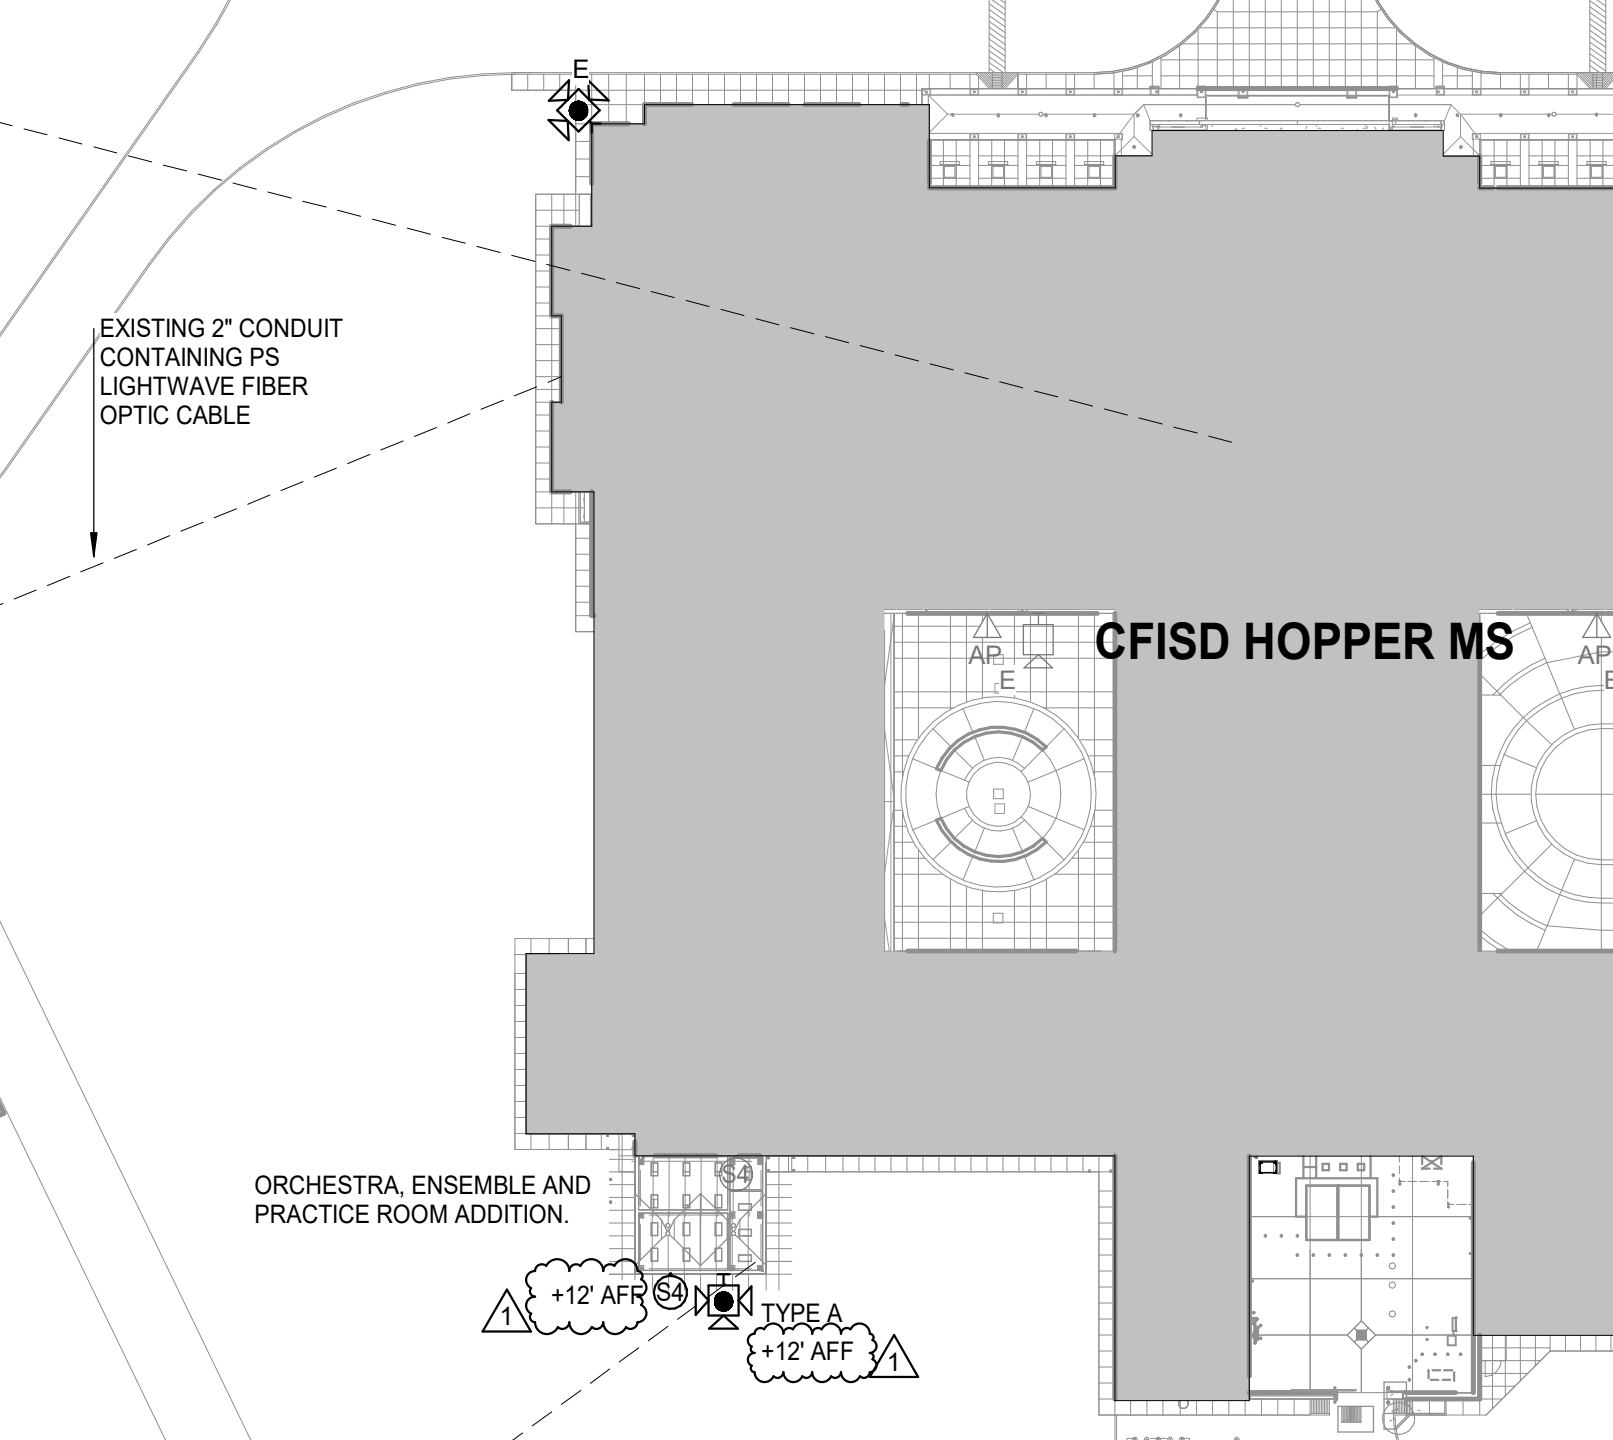 E
EXISTING 2" CONDUIT
CONTAINING PS
LIGHTWAVE FIBER
OPTIC CABLE
CFISD HOPPER MS
AP
E
AP
E
S4
ORCHESTRA, ENSEMBLE AND
PRACTICE ROOM ADDITION.
1
+12' AFF
S4
TYPE A
+12' AFF
1